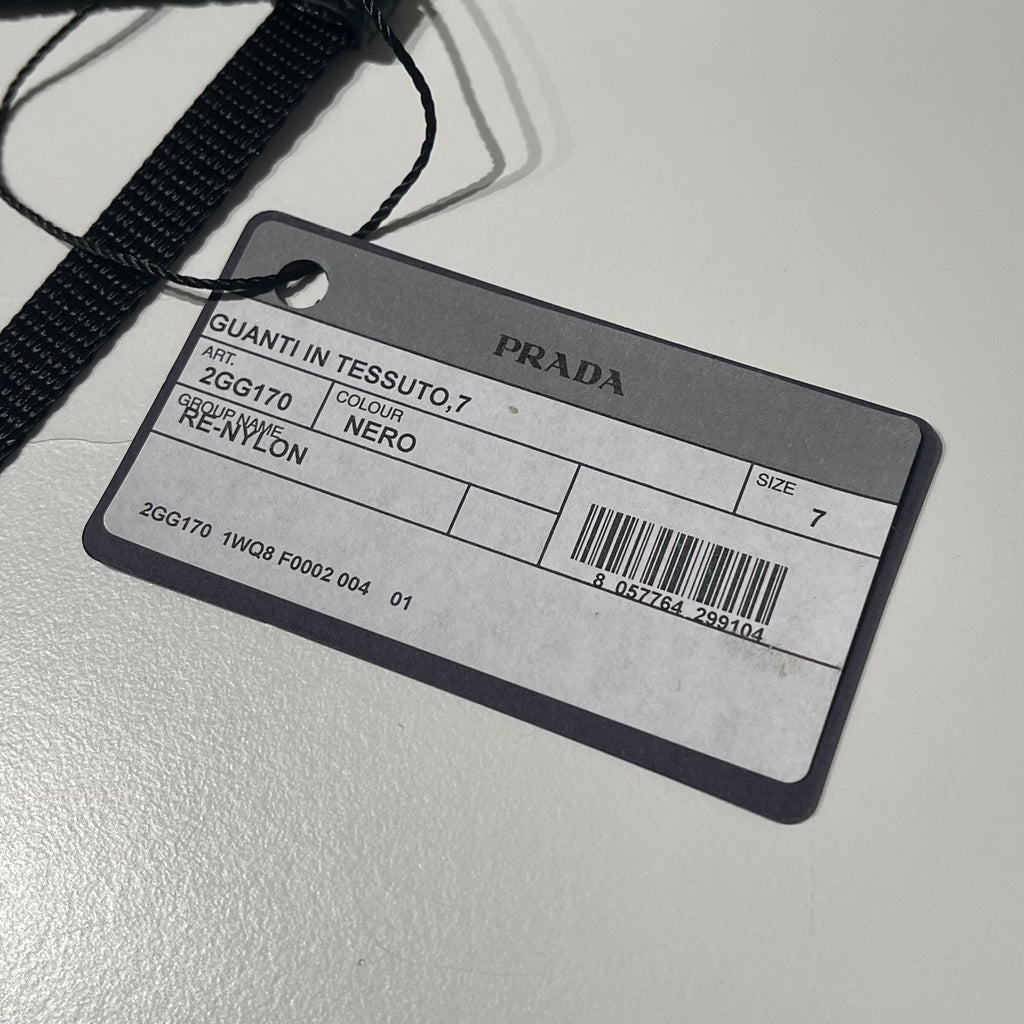 PRADA
GUANTI IN TESSUTO,7
ART.
2GG170
COLOUR
NERO
SIZE
7
GROUP NAME
RE-NYLON
8 057764 299104
2GG170 1WQ8 F0002 004 01